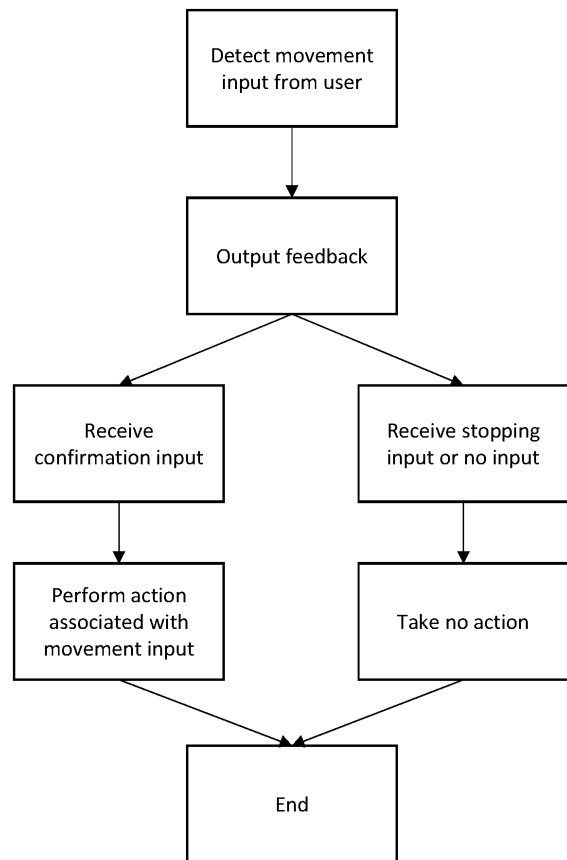 Detect movement
input from user
Output feedback
Receive
confirmation input
Receive stopping
input or no input
Perform action
associated with
movement input
Take no action
End